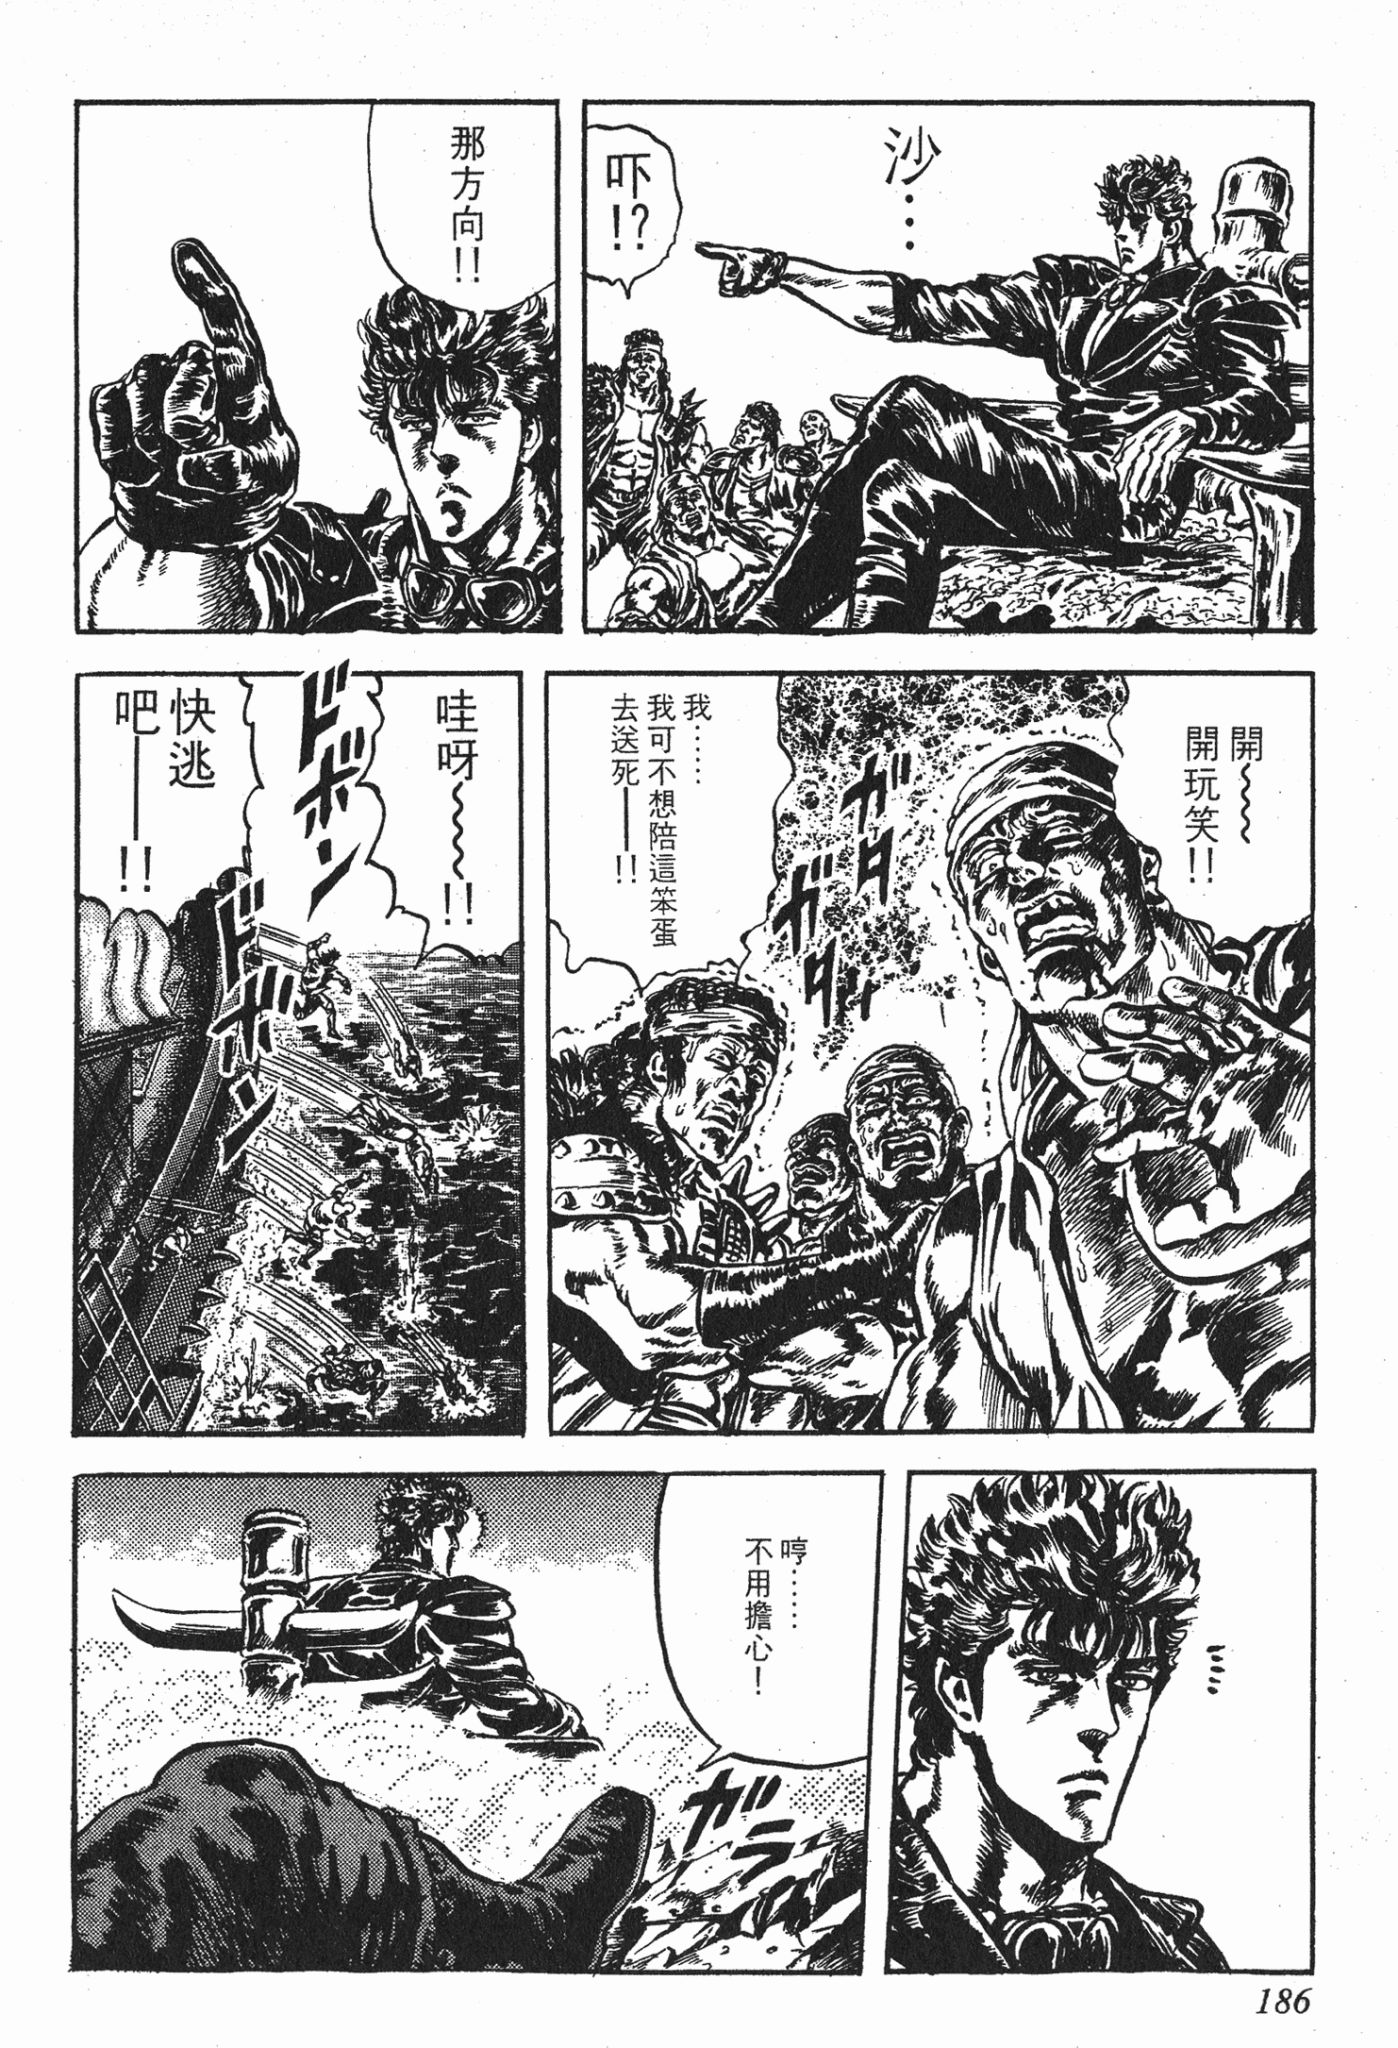 沙…
吓!?
那方向!!
開～～
開玩笑!!
ガタ
ガタ
我……
我可不想陪這笨蛋
去送死——!!
哇呀～～!!
ドボン
ドボン
快逃
吧——!!
哼……
不用擔心!
ガラ
186